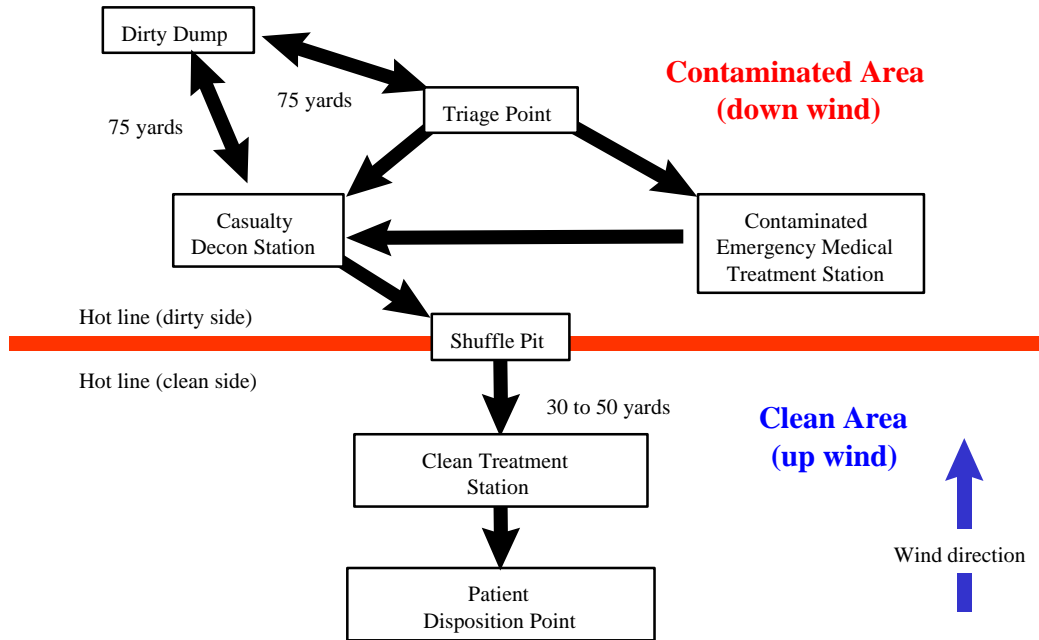 Dirty Dump
75 yards
75 yards
Triage Point
Contaminated Area
(down wind)
Casualty
Decon Station
Contaminated
Emergency Medical
Treatment Station
Hot line (dirty side)
Shuffle Pit
Hot line (clean side)
30 to 50 yards
Clean Area
(up wind)
Clean Treatment
Station
Wind direction
Patient
Disposition Point